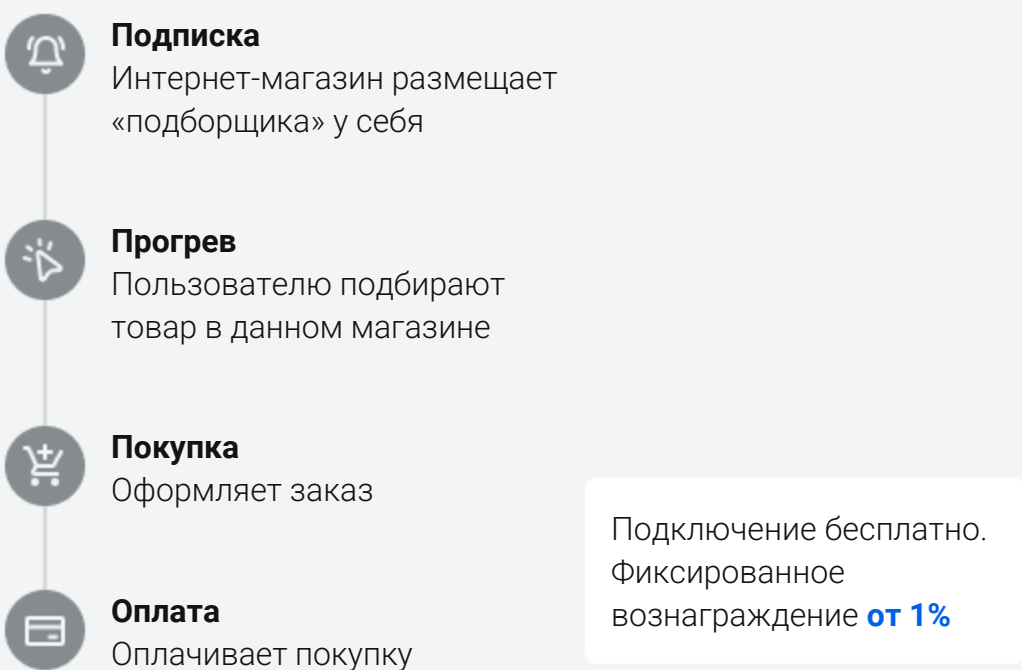 Подписка
Интернет-магазин размещает
«подборщика» у себя
Прогрев
Пользователю подбирают
товар в данном магазине
Покупка
Оформляет заказ
Подключение бесплатно.
Фиксированное
вознаграждение от 1%
Оплата
Оплачивает покупку